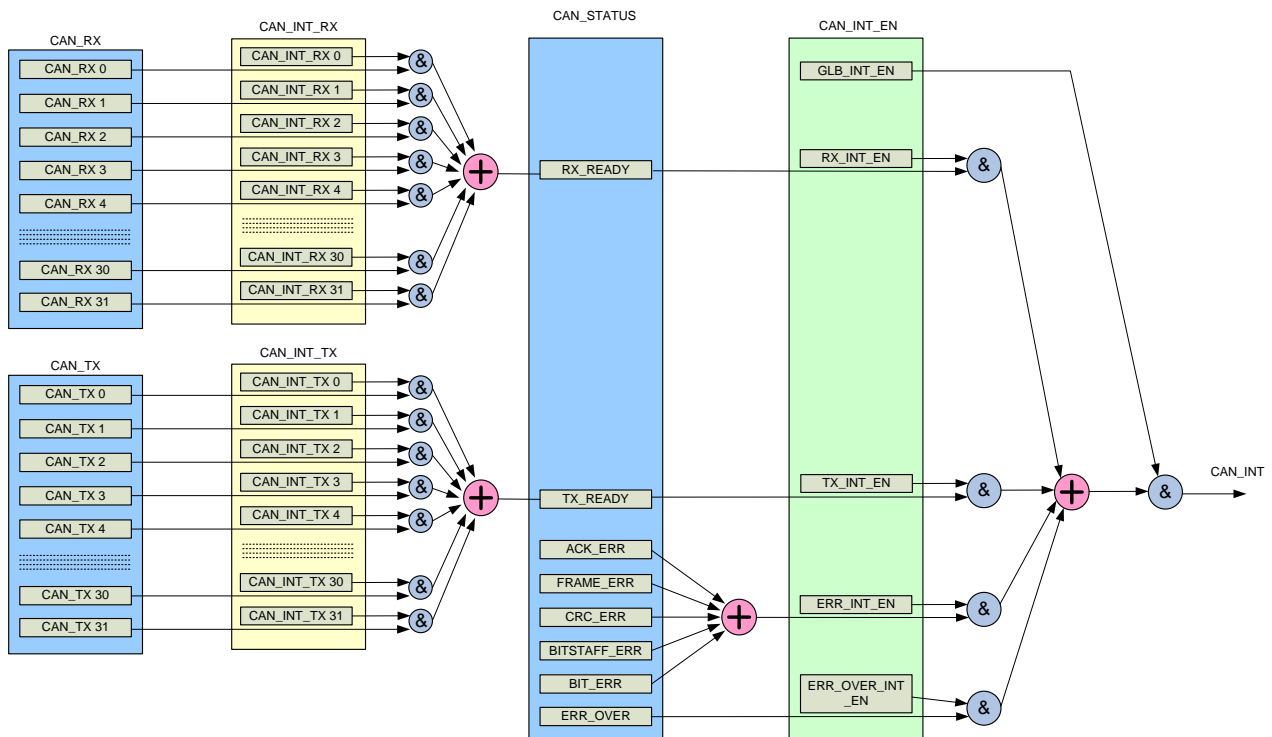 CAN_RX
CAN_RX 0
CAN_RX 1
CAN_RX 2
CAN_RX 3
CAN_RX 4
CAN_RX 30
CAN_RX 31
CAN_INT_RX
CAN_INT_RX 0
CAN_INT_RX 1
CAN_INT_RX 2
CAN_INT_RX 3
CAN_INT_RX 4
CAN_INT_RX 30
CAN_INT_RX 31
&
&
&
&
&
&
&
+
CAN_TX
CAN_TX 0
CAN_TX 1
CAN_TX 2
CAN_TX 3
CAN_TX 4
CAN_TX 30
CAN_TX 31
CAN_INT_TX
CAN_INT_TX 0
CAN_INT_TX 1
CAN_INT_TX 2
CAN_INT_TX 3
CAN_INT_TX 4
CAN_INT_TX 30
CAN_INT_TX 31
&
&
&
&
&
&
&
+
CAN_STATUS
RX_READY
TX_READY
ACK_ERR
FRAME_ERR
CRC_ERR
BITSTAFF_ERR
BIT_ERR
ERR_OVER
+
CAN_INT_EN
GLB_INT_EN
RX_INT_EN
TX_INT_EN
ERR_INT_EN
ERR_OVER_INT
_EN
&
&
&
&
+
&
CAN_INT